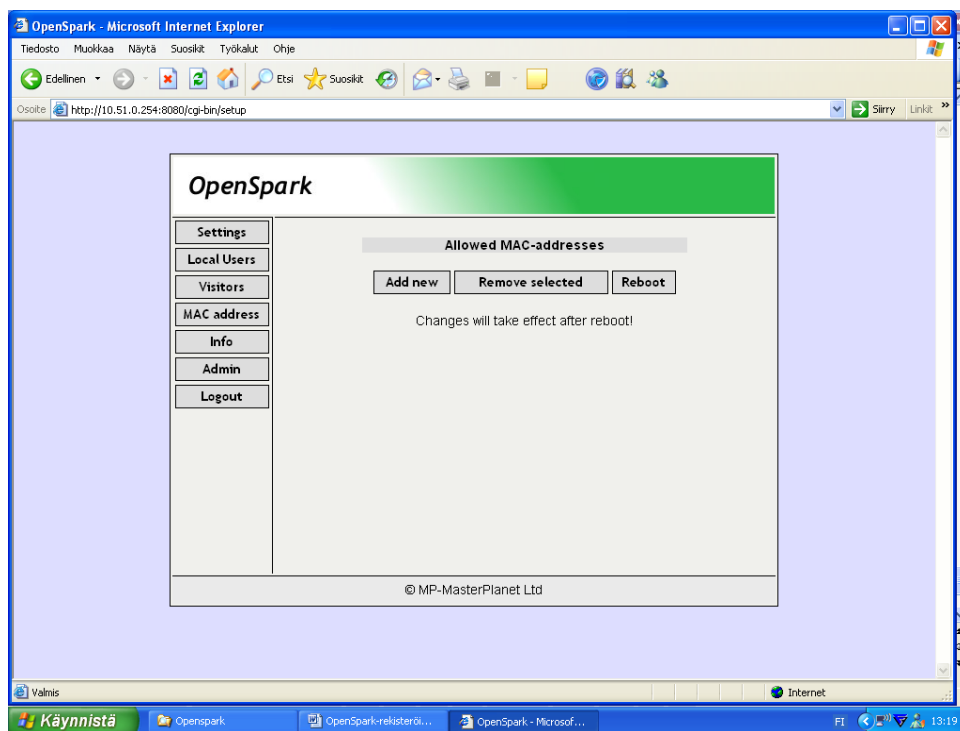 OpenSpark - Microsoft Internet Explorer
Tiedosto Muokkaa Näytä Suosikit Työkalut Ohje
Edellinen Etsi Suosikit
Osoite http://10.51.0.254:8080/cgi-bin/setup Siirry Linkit »
OpenSpark
Settings
Local Users
Visitors
MAC address
Info
Admin
Logout
Allowed MAC-addresses
Add new Remove selected Reboot
Changes will take effect after reboot!
© MP-MasterPlanet Ltd
Valmis Internet
Käynnistä Openspark OpenSpark-rekisteröi... OpenSpark - Microsof... FI 13:19